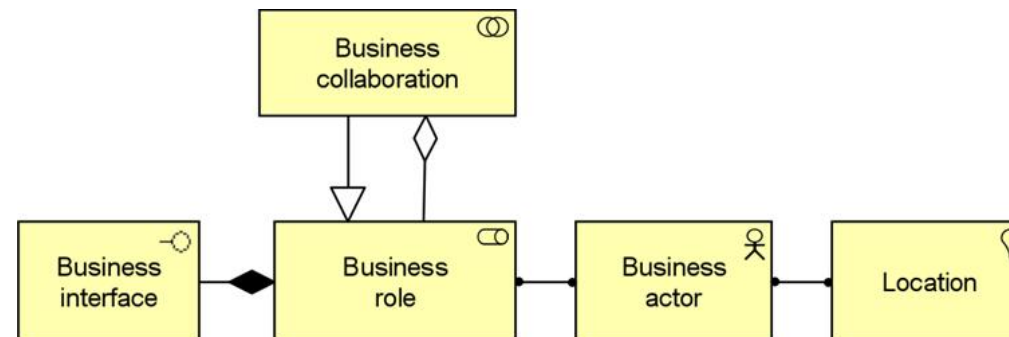 Business
collaboration
Business
interface
Business
role
Business
actor
Location